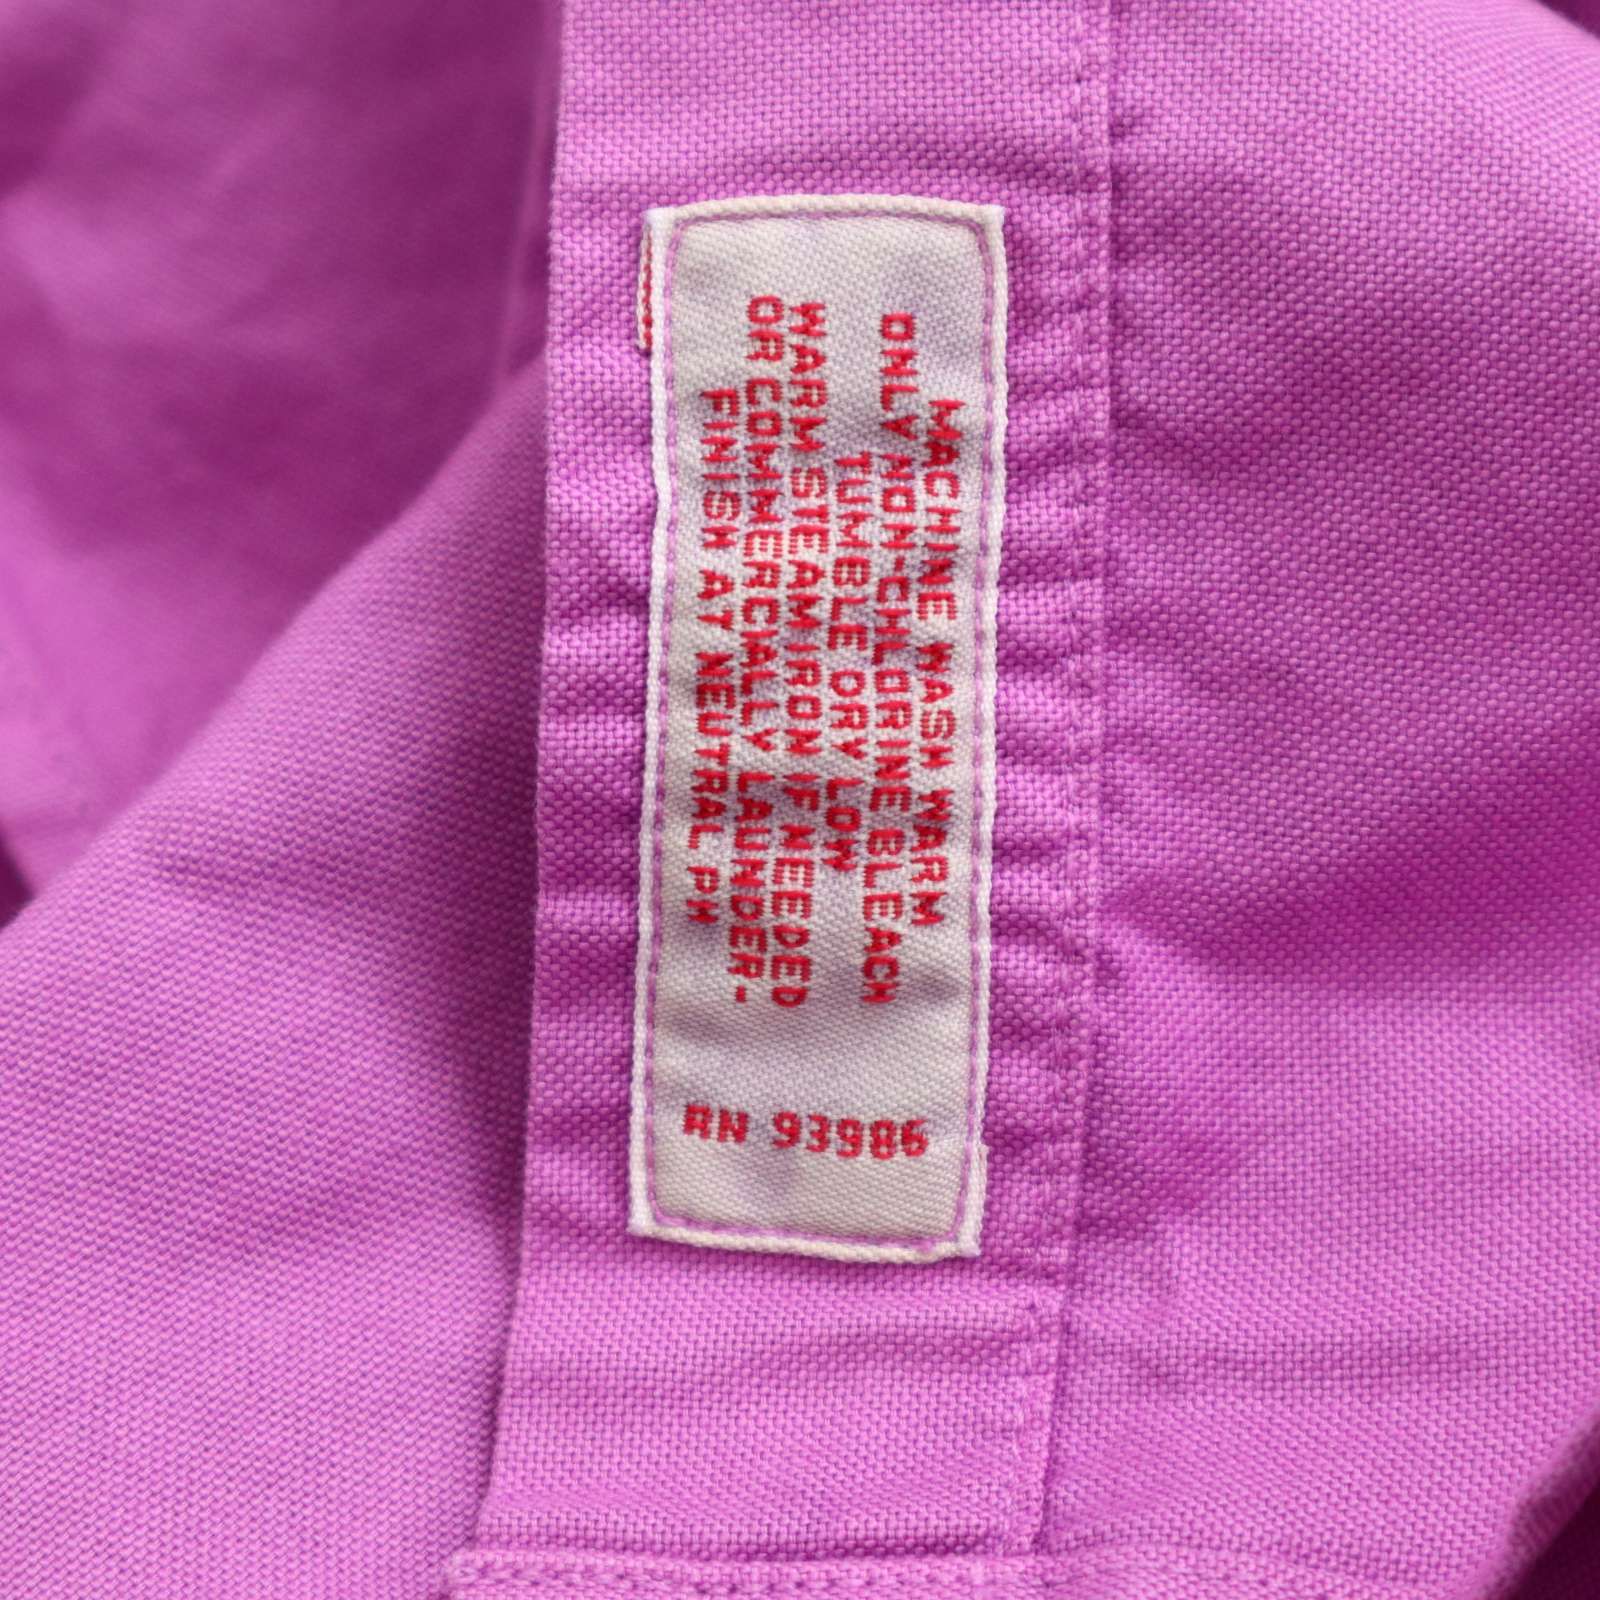 MACHINE WASH WARM
ONLY NON-CHLORINE BLEACH
TUMBLE DRY LOW
WARM STEAM IRON IF NEEDED
OR COMMERCIALLY LAUNDER-
FINISH AT NEUTRAL PH
RN 93986